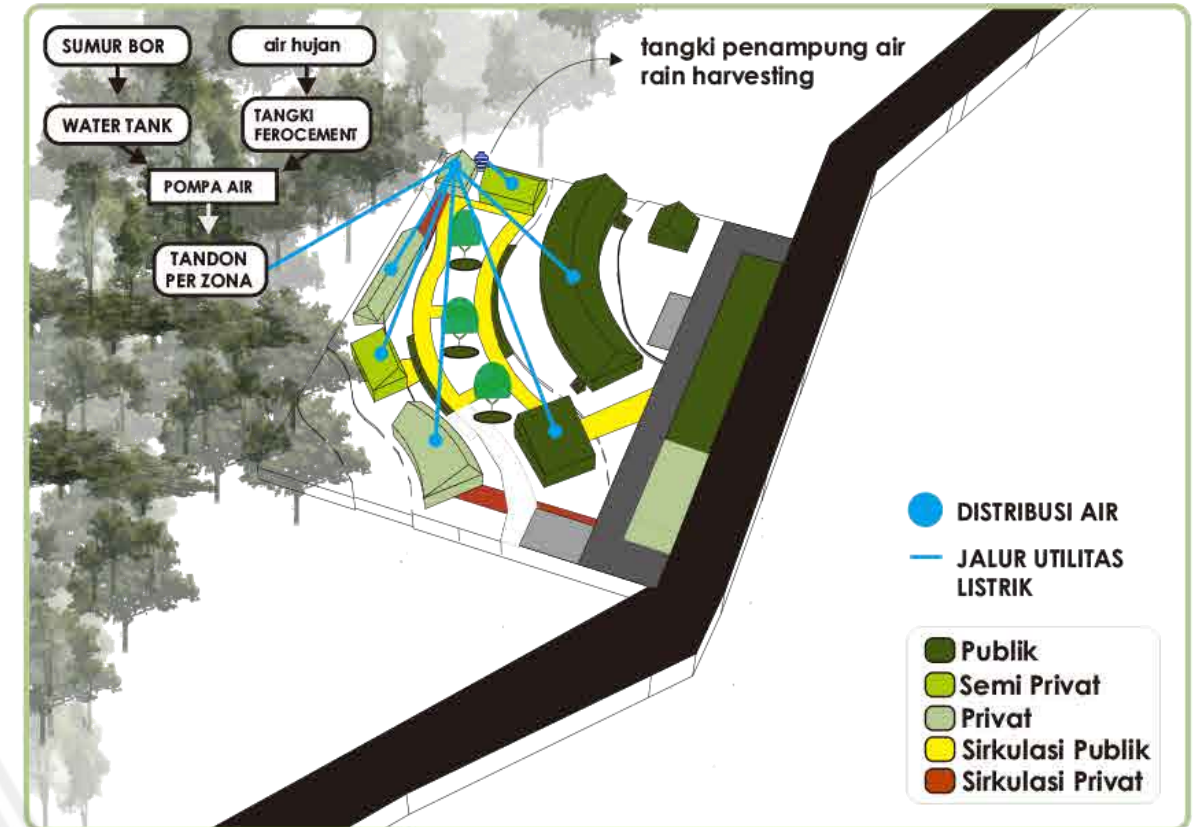 SUMUR BOR
air hujan
WATER TANK
TANGKI
FEROCEMENT
POMPA AIR
TANDON
PER ZONA
tangki penampung air
rain harvesting
DISTRIBUSI AIR
JALUR UTILITAS
LISTRIK
Publik
Semi Privat
Privat
Sirkulasi Publik
Sirkulasi Privat